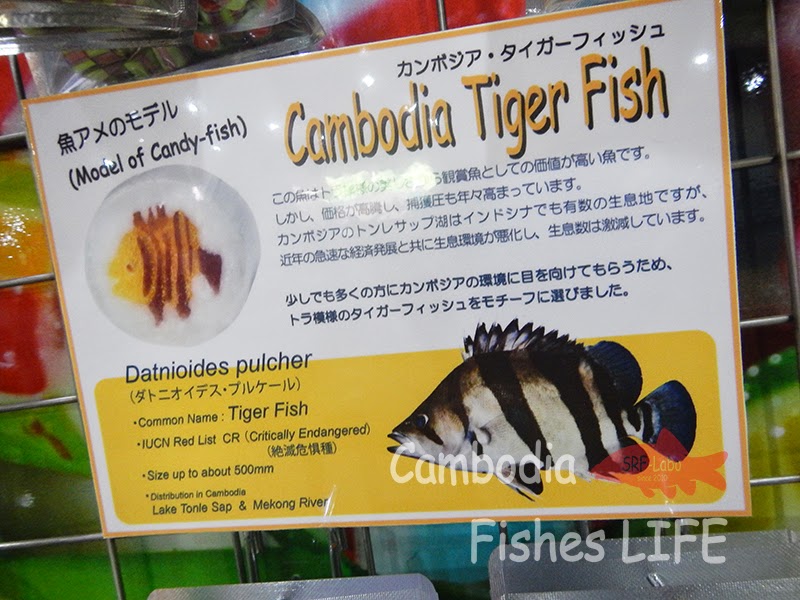 カンボジア・タイガーフィッシュ
Cambodia Tiger Fish
魚アメのモデル
(Model of Candy-fish)
この魚はト 観賞魚としての価値が高い魚です。
しかし、価格が高騰し、捕獲圧も年々高まっています。
カンボジアのトンレサップ湖はインドシナでも有数の生息地ですが、
近年の急速な経済発展と共に生息環境が悪化し、生息数は激減しています。
少しでも多くの方にカンボジアの環境に目を向けてもらうため、
トラ模様のタイガーフィッシュをモチーフに選びました。
Datnioides pulcher
(ダトニオイデス・プルケール)
・Common Name : Tiger Fish
・IUCN Red List CR (Critically Endangered)
(絶滅危惧種)
・Size up to about 500mm
・Distribution in Cambodia
Lake Tonle Sap & Mekong River
Cambodia
SRF-Labo
Fishes LIFE